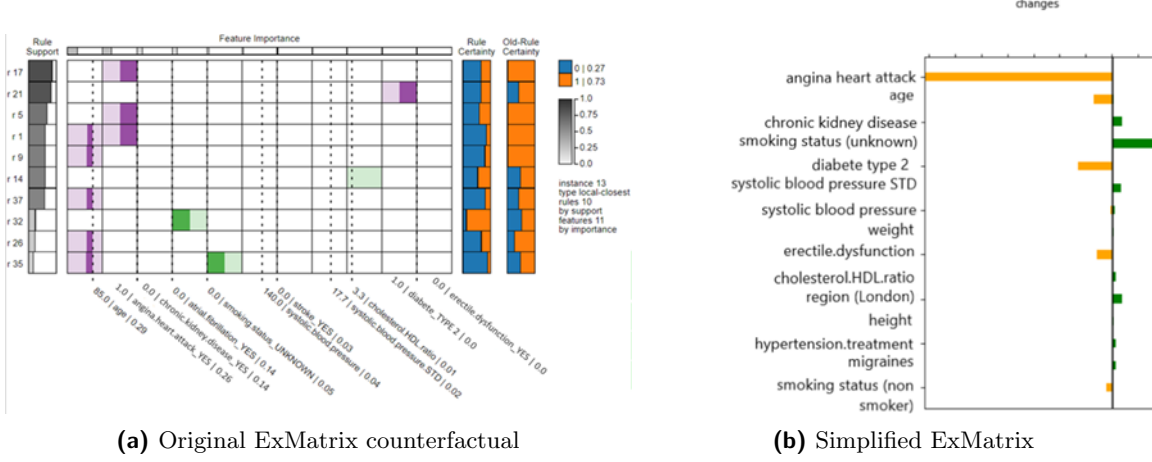 changes
Rule
Support
Feature Importance
Rule
Certainty
Old-Rule
Certainty
r 17
r 21
r 5
r 1
r 9
r 14
r 37
r 32
r 26
r 35
0 | 0.27
1 | 0.73
1.0
0.75
0.5
0.25
0.0
instance 13
type local-closest
rules 10
by support
features 11
by importance
85.0 | age | 0.29
1.0 | angina.heart.attack_YES | 0.26
0.0 | chronic.kidney.disease_YES | 0.14
0.0 | atrial.fibrillation_YES | 0.14
0.0 | smoking.status_UNKNOWN | 0.05
140.0 | systolic.blood.pressure | 0.04
0.0 | stroke_YES | 0.03
17.7 | systolic.blood.pressure.STD | 0.02
3.3 | cholesterol.HDL.ratio | 0.01
1.0 | diabete_TYPE 2 | 0.0
0.0 | erectile.dysfunction_YES | 0.0
(a) Original ExMatrix counterfactual
angina heart attack
age
chronic kidney disease
smoking status (unknown)
diabete type 2
systolic blood pressure STD
systolic blood pressure
weight
erectile.dysfunction
cholesterol.HDL.ratio
region (London)
height
hypertension.treatment
migraines
smoking status (non
smoker)
(b) Simplified ExMatrix